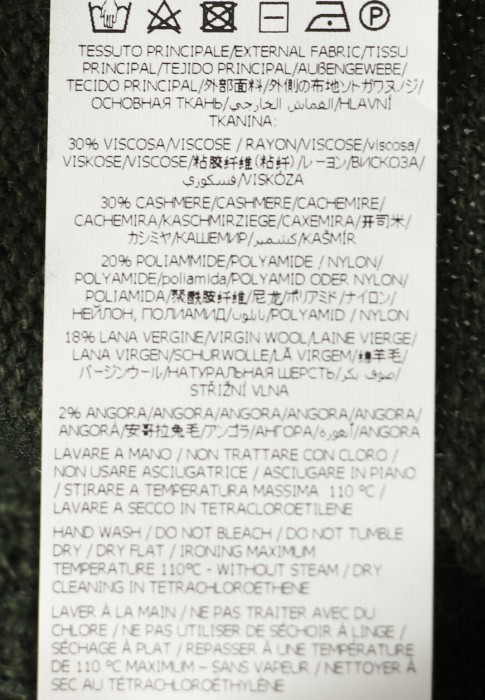 TESSUTO PRINCIPALE/EXTERNAL FABRIC/TISSU
PRINCIPAL/TEJIDO PRINCIPAL/AUßENGEWEBE/
TECIDO PRINCIPAL/外部面料/外側の布地ソトガワヌノジ/
ОСНОВНАЯ ТКАНЬ/القماش الخارجي/HLAVNÍ
TKANINA:
30% VISCOSA/VISCOSE / RAYON/VISCOSE/viscosa/
VISKOSE/VISCOSE/粘胶纤维(粘纤)/レーヨン/ВИСКОЗА/
فسكوزي/VISKÓZA
30% CASHMERE/CASHMERE/CACHEMIRE/
CACHEMIRA/KASCHMIRZIEGE/CAXEMIRA/开司米/
カシミヤ/КАШЕМИР/كشمير/KAŠMÍR
20% POLIAMMIDE/POLYAMIDE / NYLON/
POLYAMIDE/poliamida/POLYAMID ODER NYLON/
POLIAMIDA/聚酰胺纤维/尼龙/ポリアミド/ナイロン/
НЕЙЛОН, ПОЛИАМИД/نايلون/POLYAMID / NYLON
18% LANA VERGINE/VIRGIN WOOL/LAINE VIERGE/
LANA VIRGEN/SCHURWOLLE/LÃ VIRGEM/绵羊毛/
バージンウール/НАТУРАЛЬНАЯ ШЕРСТЬ/صوف بكر/
STŘIŽNÍ VLNA
2% ANGORA/ANGORA/ANGORA/ANGORA/ANGORA/
ANGORÁ/安哥拉兔毛/アンゴラ/АНГОРА/أنغورة/ANGORA
LAVARE A MANO / NON TRATTARE CON CLORO /
NON USARE ASCIUGATRICE / ASCIUGARE IN PIANO
/ STIRARE A TEMPERATURA MASSIMA 110 °C /
LAVARE A SECCO IN TETRACLOROETILENE
HAND WASH / DO NOT BLEACH / DO NOT TUMBLE
DRY / DRY FLAT / IRONING MAXIMUM
TEMPERATURE 110°C - WITHOUT STEAM / DRY
CLEANING IN TETRACHLOROETHENE
LAVER À LA MAIN / NE PAS TRAITER AVEC DU
CHLORE / NE PAS UTILISER DE SÉCHOIR À LINGE /
SÉCHAGE À PLAT / REPASSER À UNE TEMPÉRATURE
DE 110 °C MAXIMUM – SANS VAPEUR / NETTOYER À
SEC AU TÉTRACHLOROÉTHYLÈNE